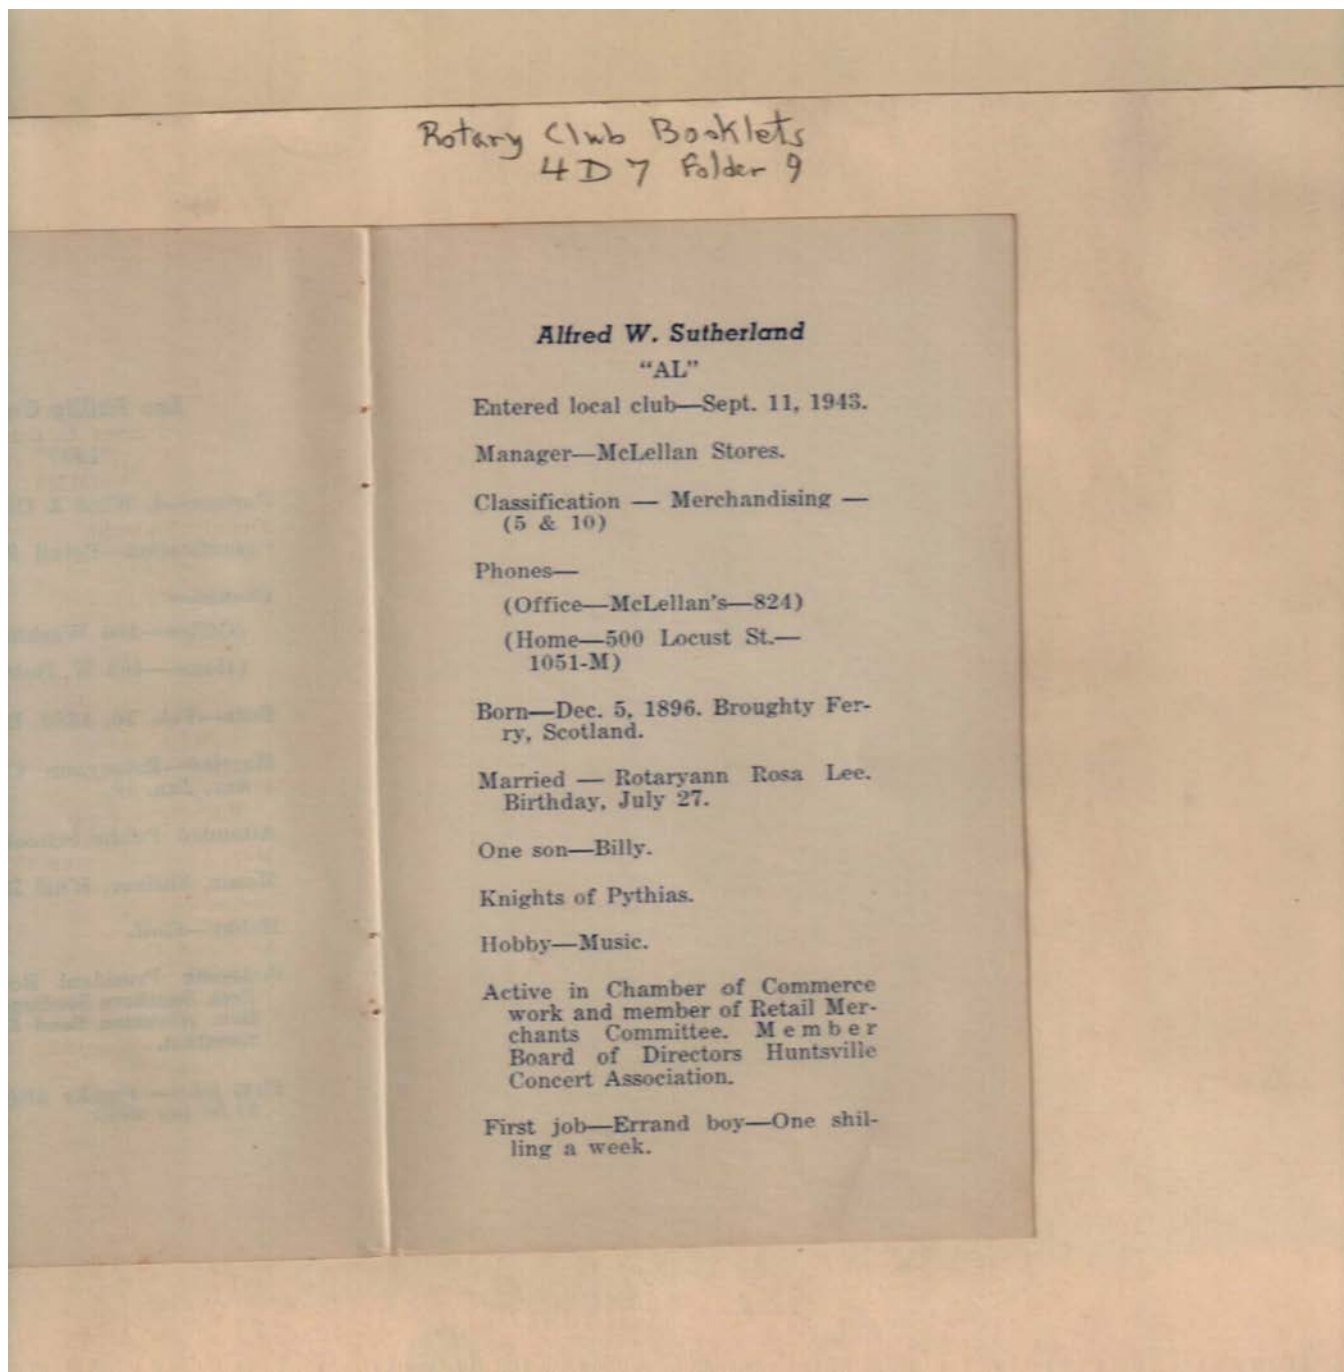 Rotary Club Booklets
4D7 Folder 9
Alfred W. Sutherland
“AL”
Entered local club—Sept. 11, 1943.
Manager—McLellan Stores.
Classification — Merchandising —
(5 & 10)
Phones—
(Office—McLellan's—824)
(Home—500 Locust St.—
1051-M)
Born—Dec. 5, 1896. Broughty Fer-
ry, Scotland.
Married — Rotaryann Rosa Lee.
Birthday, July 27.
One son—Billy.
Knights of Pythias.
Hobby—Music.
Active in Chamber of Commerce
work and member of Retail Mer-
chants Committee. Member
Board of Directors Huntsville
Concert Association.
First job—Errand boy—One shil-
ling a week.